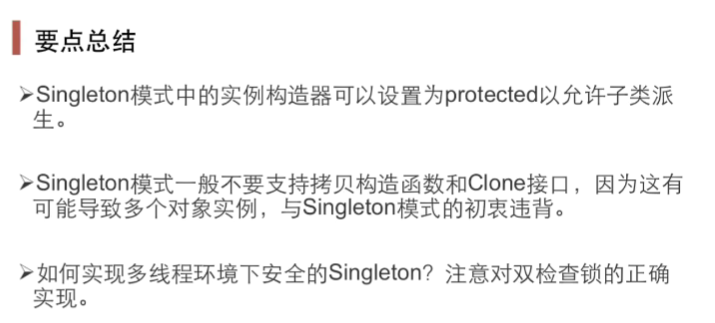 要点总结
➢Singleton模式中的实例构造器可以设置为protected以允许子类派
生。
➢Singleton模式一般不要支持拷贝构造函数和Clone接口，因为这有
可能导致多个对象实例，与Singleton模式的初衷违背。
➢如何实现多线程环境下安全的Singleton？注意对双检查锁的正确
实现。